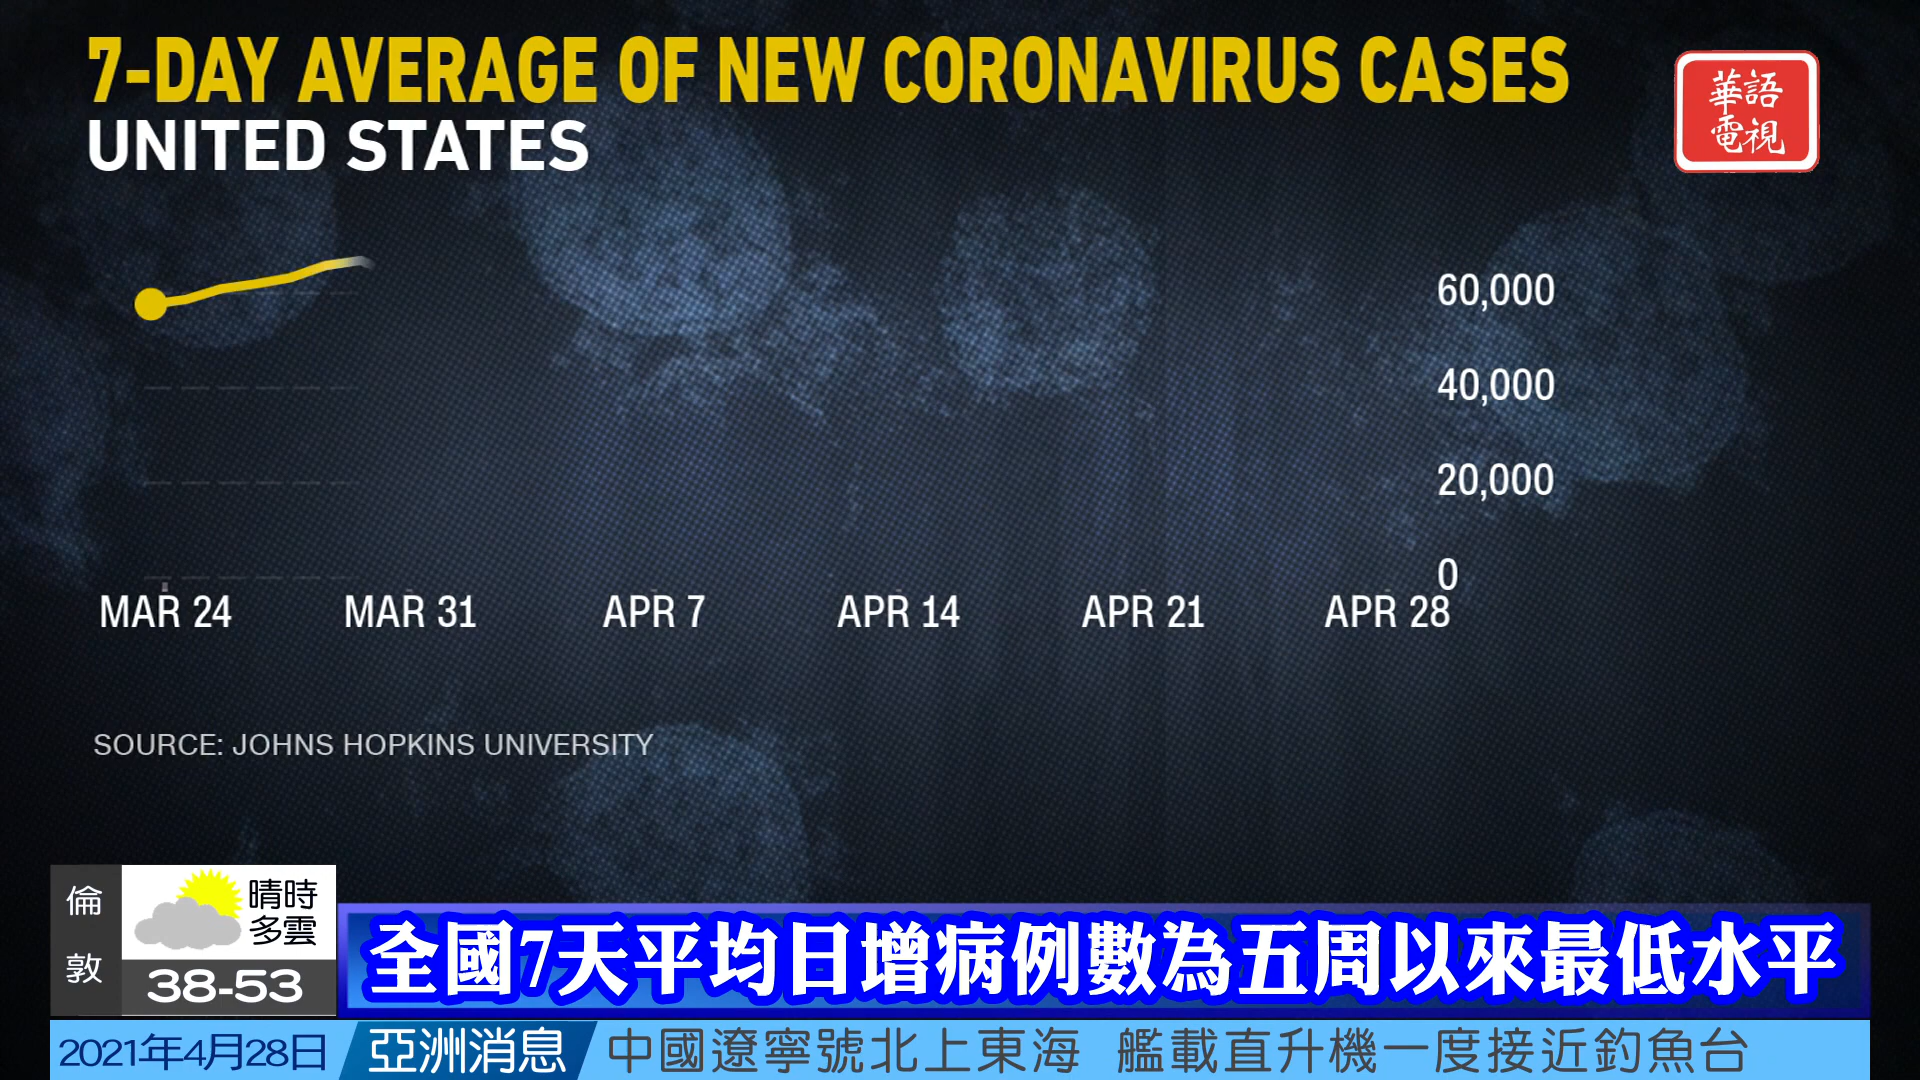 7-DAY AVERAGE OF NEW CORONAVIRUS CASES
UNITED STATES
華語
電視
60,000
40,000
20,000
0
MAR 24 MAR 31 APR 7 APR 14 APR 21 APR 28
SOURCE: JOHNS HOPKINS UNIVERSITY
倫敦
晴時
多雲
38-53
全國7天平均日增病例數為五周以來最低水平
2021年4月28日 亞洲消息 中國遼寧號北上東海 艦載直升機一度接近釣魚台